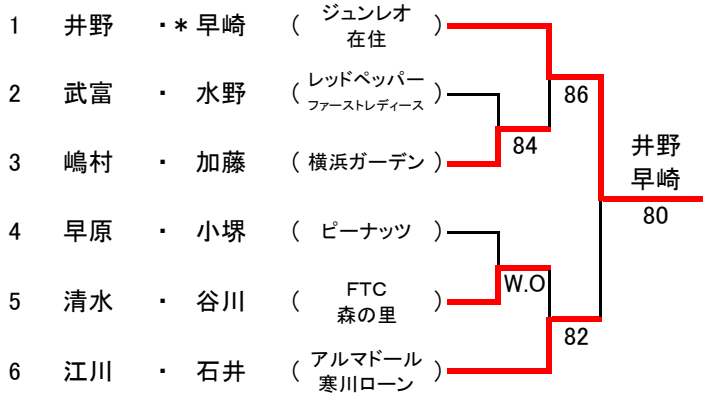 1 井野 ・* 早崎 ( ジュンレオ 在住 )
86
2 武富 ・ 水野 ( レッドペッパー ファーストレディース )
84
3 嶋村 ・ 加藤 ( 横浜ガーデン )
井野
早崎
80
4 早原 ・ 小堺 ( ピーナッツ )
W.O
5 清水 ・ 谷川 ( FTC 森の里 )
82
6 江川 ・ 石井 ( アルマドール 寒川ローン )